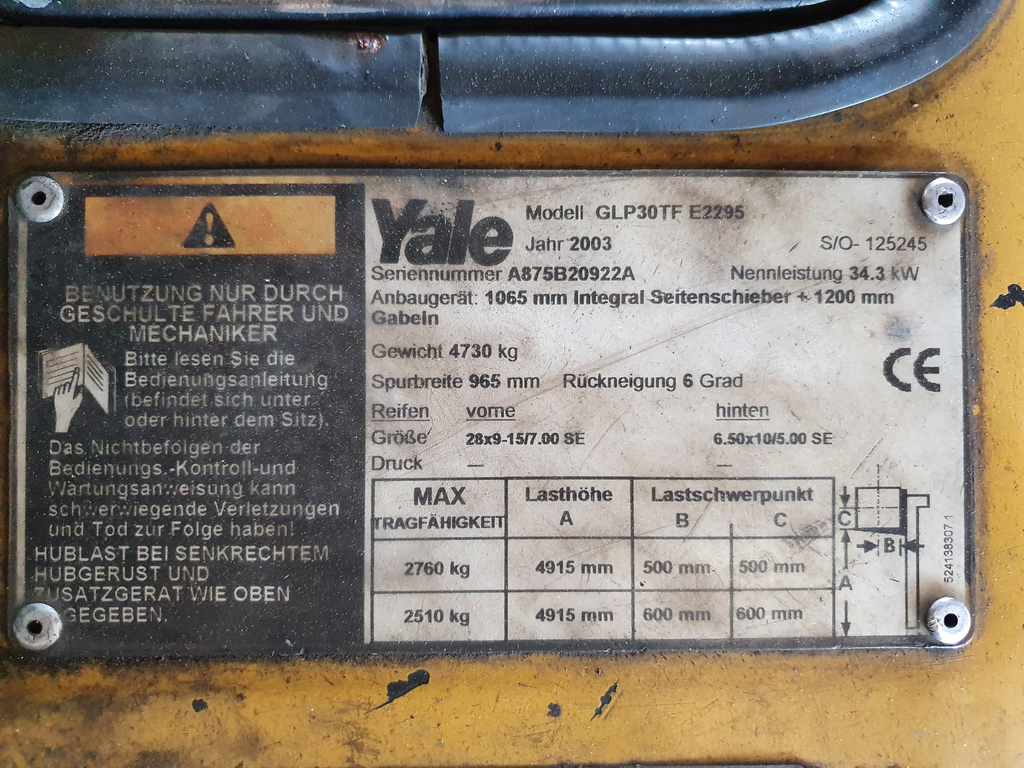 BENUTZUNG NUR DURCH
GESCHULTE FAHRER UND
MECHANIKER
Bitte lesen Sie die
Bedienungsanleitung
(befindet sich unter
oder hinter dem Sitz).
Das Nichtbefolgen der
Bedienungs.-Kontroll-und
Wartungsanweisung kann
schwerwiegende Verletzungen
und Tod zur Folge haben!
HUBLAST BEI SENKRECHTEM
HUBGERUST UND
ZUSATZGERAT WIE OBEN
GEGEBEN.
Yale
Modell GLP30TF E2295
Jahr 2003 S/O- 125245
Seriennummer A875B20922A Nennleistung 34.3 kW
Anbaugerät: 1065 mm Integral Seitenschieber + 1200 mm
Gabeln
Gewicht 4730 kg
CE
Spurbreite 965 mm Rückneigung 6 Grad
Reifen vorne hinten
Größe 28x9-15/7.00 SE 6.50x10/5.00 SE
Druck — —
MAX Lasthöhe Lastschwerpunkt
TRAGFÄHIGKEIT A B C
2760 kg 4915 mm 500 mm 500 mm
2510 kg 4915 mm 600 mm 600 mm
C
B
A
524138307.1